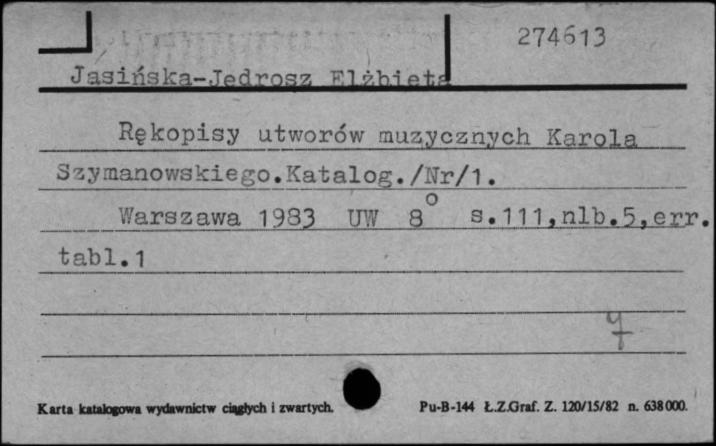 274613
Jasińska-Jedrosz Elżbieta
Rękopisy utworów muzycznych Karola
Szymanowskiego.Katalog./Nr/1.
Warszawa 1983 UW 8° s.111,nlb.5,err.
tabl.1
Karta katalogowa wydawnictw ciągłych i zwartych. Pu-B-144 Ł.Z.Graf. Z. 120/15/82 n. 638000.